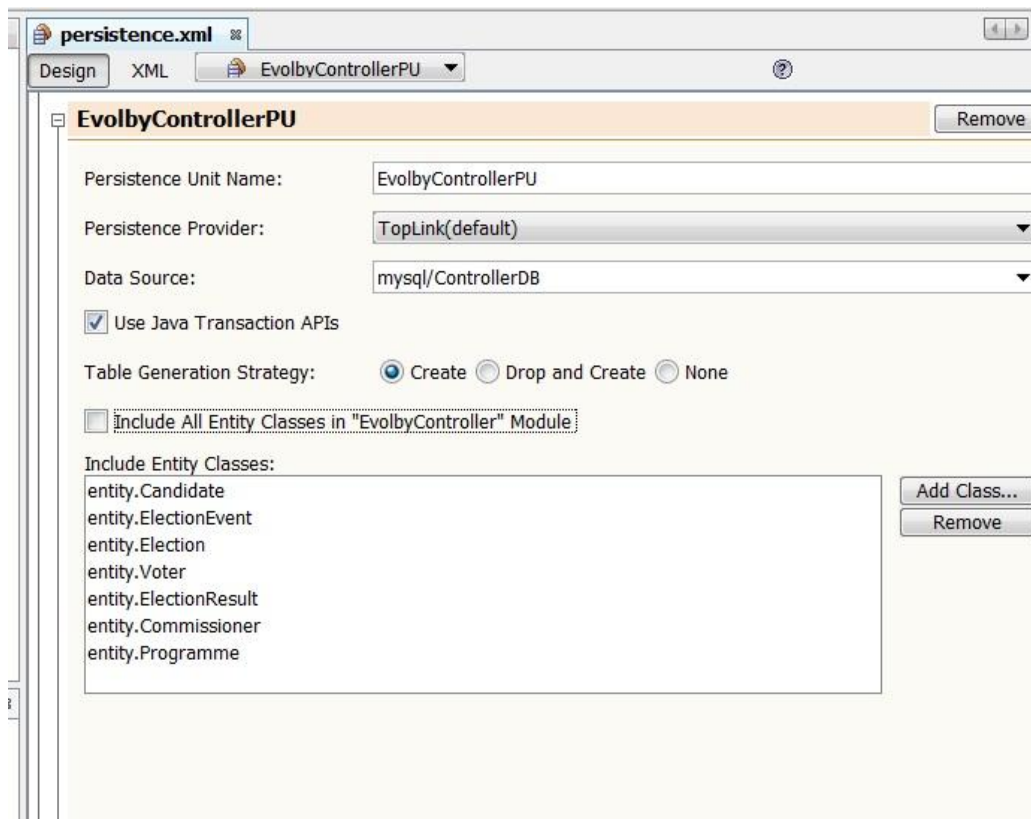 persistence.xml
Design XML EvolbyControllerPU
EvolbyControllerPU Remove
Persistence Unit Name: EvolbyControllerPU
Persistence Provider: TopLink(default)
Data Source: mysql/ControllerDB
Use Java Transaction APIs
Table Generation Strategy: Create Drop and Create None
Include All Entity Classes in "EvolbyController" Module
Include Entity Classes:
entity.Candidate Add Class...
entity.ElectionEvent Remove
entity.Election
entity.Voter
entity.ElectionResult
entity.Commissioner
entity.Programme